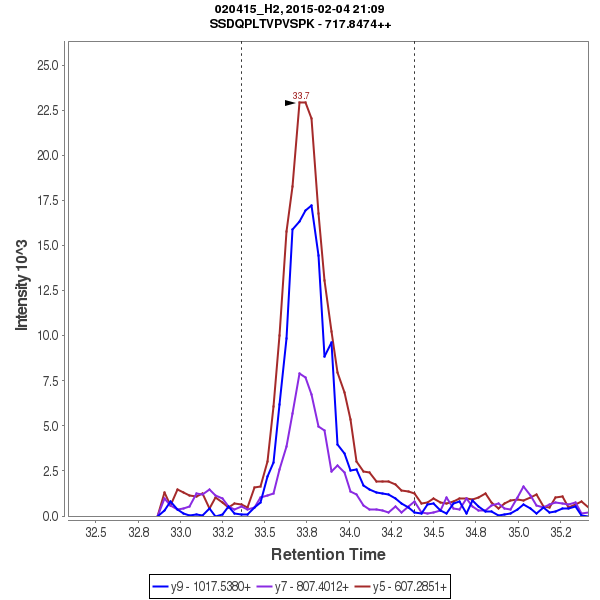 020415_H2, 2015-02-04 21:09
SSDQPLTVPVSPK - 717.8474++
33.7
Intensity 10^3
25.0
22.5
20.0
17.5
15.0
12.5
10.0
7.5
5.0
2.5
0.0
32.5 32.8 33.0 33.2 33.5 33.8 34.0 34.2 34.5 34.8 35.0 35.2
Retention Time
y9 - 1017.5380+ y7 - 807.4012+ y5 - 607.2851+